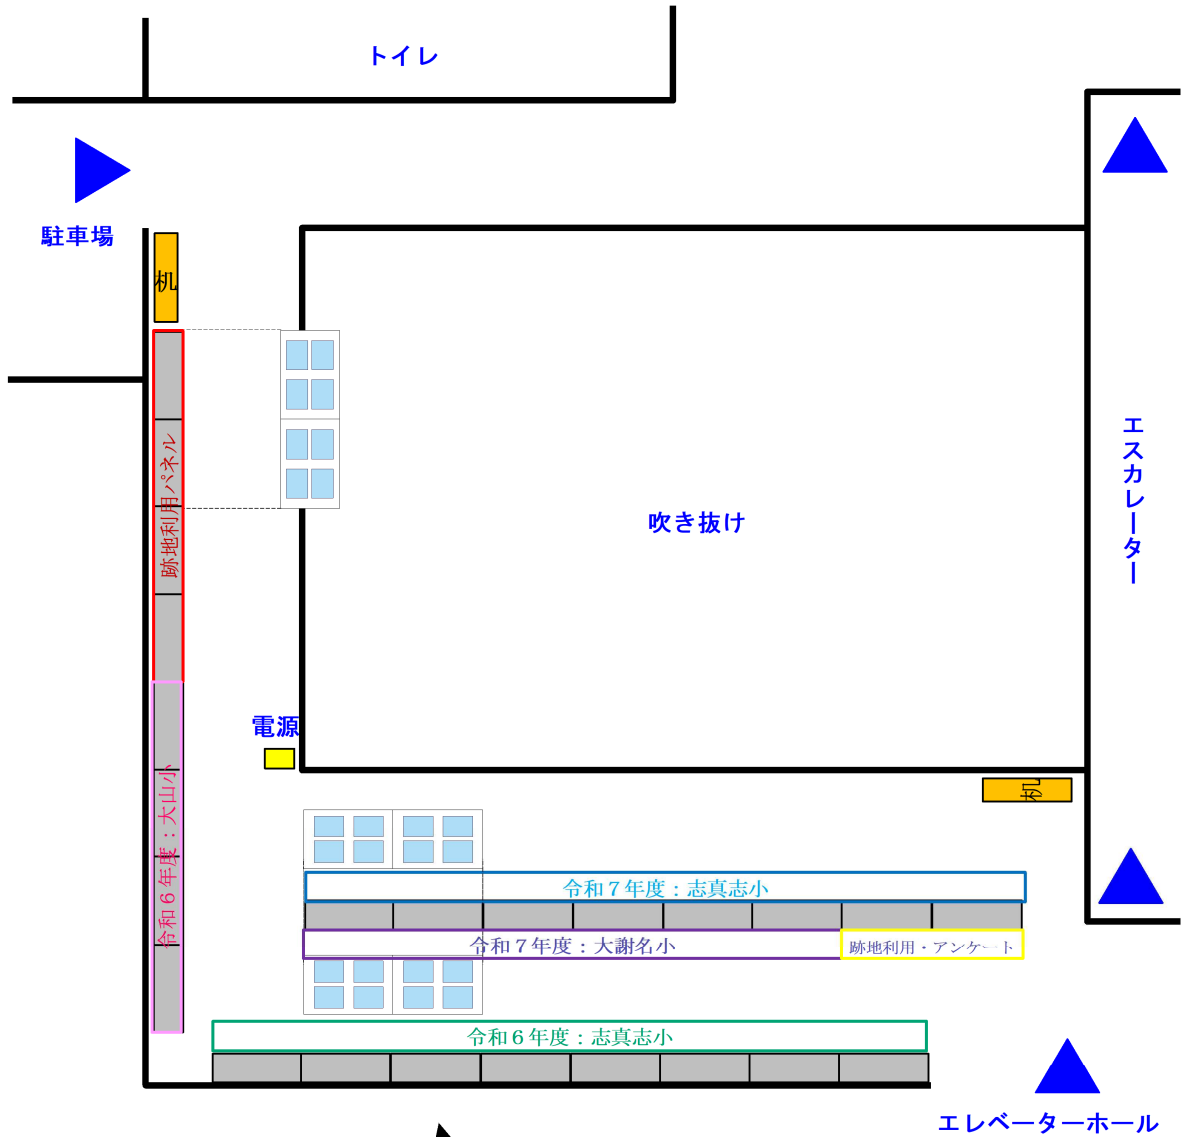 トイレ
駐車場
机
跡地利用パネル
エスカレーター
吹き抜け
電源
令和６年度：大山小
机
令和７年度：志真志小
令和７年度：大謝名小
跡地利用・アンケート
令和６年度：志真志小
エレベーターホール